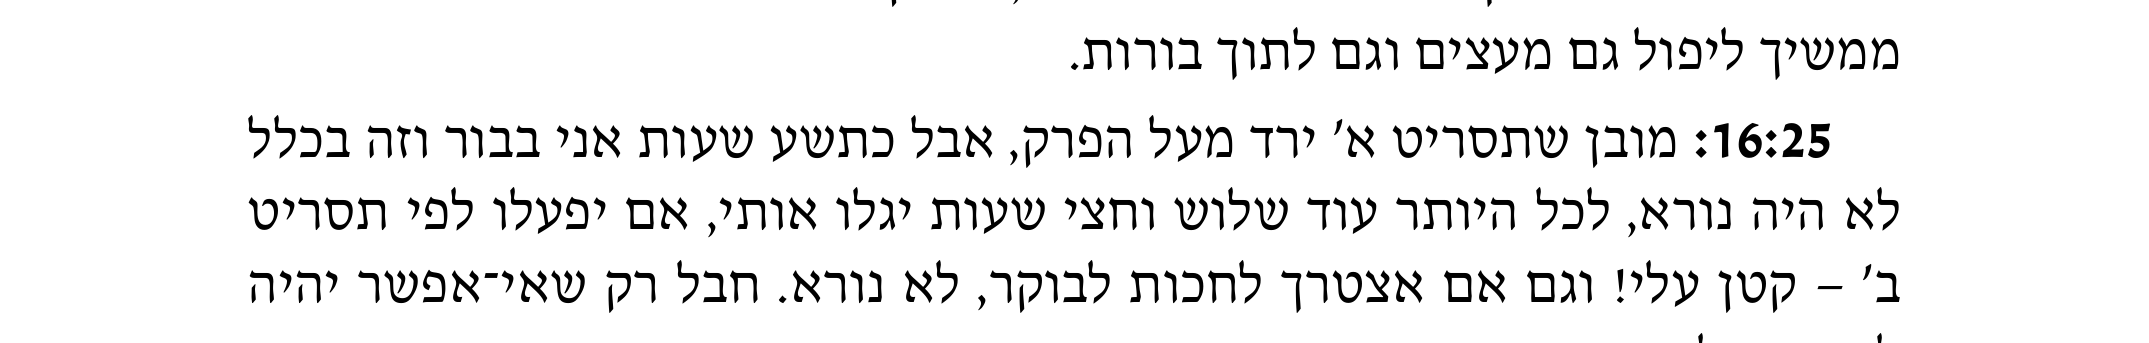 ממשיך ליפול גם מעצים וגם לתוך בורות.
16:25: מובן שתסריט א׳ ירד מעל הפרק, אבל כתשע שעות אני בבור וזה בכלל
לא היה נורא, לכל היותר עוד שלוש וחצי שעות יגלו אותי, אם יפעלו לפי תסריט
ב׳ – קטן עלי! וגם אם אצטרך לחכות לבוקר, לא נורא. חבל רק שאי־אפשר יהיה